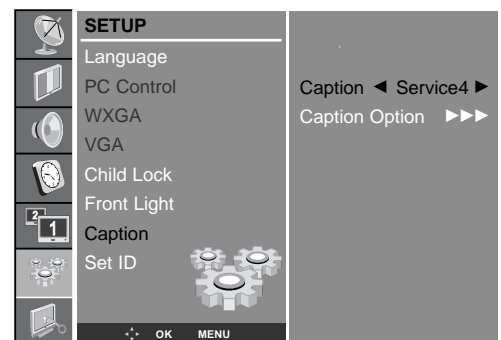 SETUP
Language
PC Control
WXGA
VGA
Child Lock
Front Light
Caption
Set ID
Caption ◄ Service4 ►
Caption Option ►►►
2
1
OK MENU